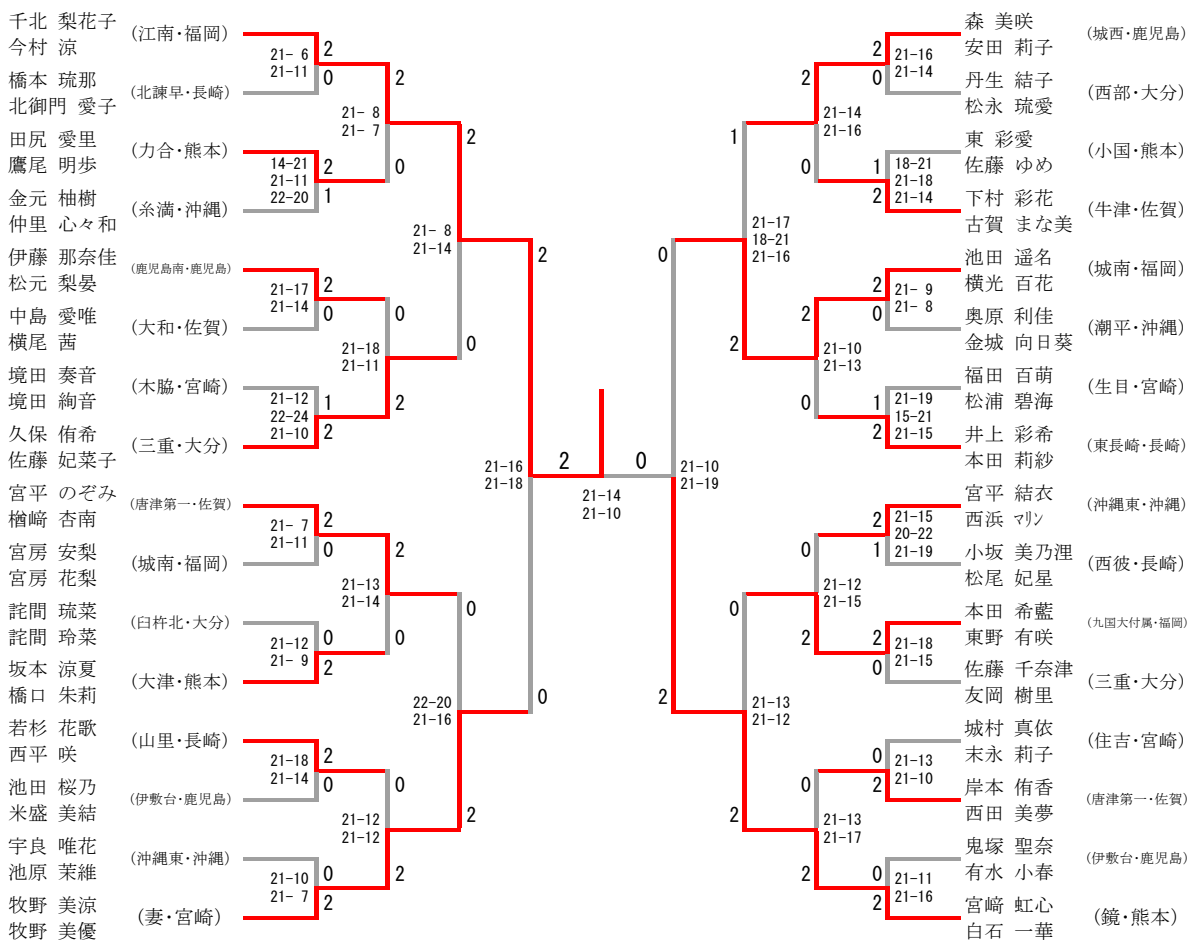 千北 梨花子
今村 涼
(江南・福岡)
橋本 琉那
北御門 愛子
(北諫早・長崎)
田尻 愛里
鷹尾 明歩
(力合・熊本)
金元 柚樹
仲里 心々和
(糸満・沖縄)
伊藤 那奈佳
松元 梨晏
(鹿児島南・鹿児島)
中島 愛唯
横尾 茜
(大和・佐賀)
境田 奏音
境田 絢音
(木脇・宮崎)
久保 侑希
佐藤 妃菜子
(三重・大分)
宮平 のぞみ
楢﨑 杏南
(唐津第一・佐賀)
宮房 安梨
宮房 花梨
(城南・福岡)
詫間 琉菜
詫間 玲菜
(臼杵北・大分)
坂本 涼夏
橋口 朱莉
(大津・熊本)
若杉 花歌
西平 咲
(山里・長崎)
池田 桜乃
米盛 美結
(伊敷台・鹿児島)
宇良 唯花
池原 茉維
(沖縄東・沖縄)
牧野 美涼
牧野 美優
(妻・宮崎)
2
21- 6
21-11
0
2
14-21
21-11
22-20
1
2
21-17
21-14
0
1
21-12
22-24
21-10
2
2
21- 7
21-11
0
0
21-12
21- 9
2
2
21-18
21-14
0
0
21-10
21- 7
2
2
21- 8
21- 7
0
0
21-18
21-11
2
2
21-13
21-14
0
0
21-12
21-12
2
2
21- 8
21-14
0
0
22-20
21-16
2
2
21-16
21-18
0
2
0
21-14
21-10
0
21-10
21-19
2
1
21-17
18-21
21-16
2
0
21-13
21-12
2
2
21-14
21-16
0
2
21-10
21-13
0
0
21-12
21-15
2
0
21-13
21-17
2
2
21-16
21-14
0
1
18-21
21-18
21-14
2
2
21- 9
21- 8
0
1
21-19
15-21
21-15
2
2
21-15
20-22
21-19
1
2
21-18
21-15
0
0
21-13
21-10
2
0
21-11
21-16
2
森 美咲
安田 莉子
(城西・鹿児島)
丹生 結子
松永 琉愛
(西部・大分)
東 彩愛
佐藤 ゆめ
(小国・熊本)
下村 彩花
古賀 まな美
(牛津・佐賀)
池田 遥名
横光 百花
(城南・福岡)
奥原 利佳
金城 向日葵
(潮平・沖縄)
福田 百萌
松浦 碧海
(生目・宮崎)
井上 彩希
本田 莉紗
(東長崎・長崎)
宮平 結衣
西浜 マリン
(沖縄東・沖縄)
小坂 美乃浬
松尾 妃星
(西彼・長崎)
本田 希藍
東野 有咲
(九国大付属・福岡)
佐藤 千奈津
友岡 樹里
(三重・大分)
城村 真依
末永 莉子
(住吉・宮崎)
岸本 侑香
西田 美夢
(唐津第一・佐賀)
鬼塚 聖奈
有水 小春
(伊敷台・鹿児島)
宮﨑 虹心
白石 一華
(鏡・熊本)